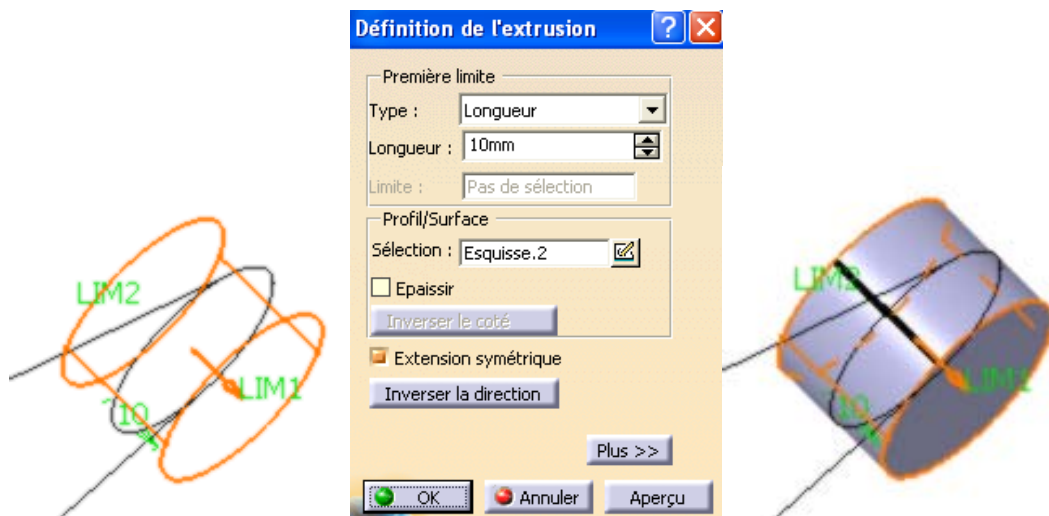 LIM2
LIM1
10
Définition de l'extrusion
Première limite
Type : Longueur
Longueur : 10mm
Limite : Pas de sélection
Profil/Surface
Sélection : Esquisse.2
Epaissir
Inverser le coté
Extension symétrique
Inverser la direction
Plus >>
OK Annuler Aperçu
LIM2
LIM1
10